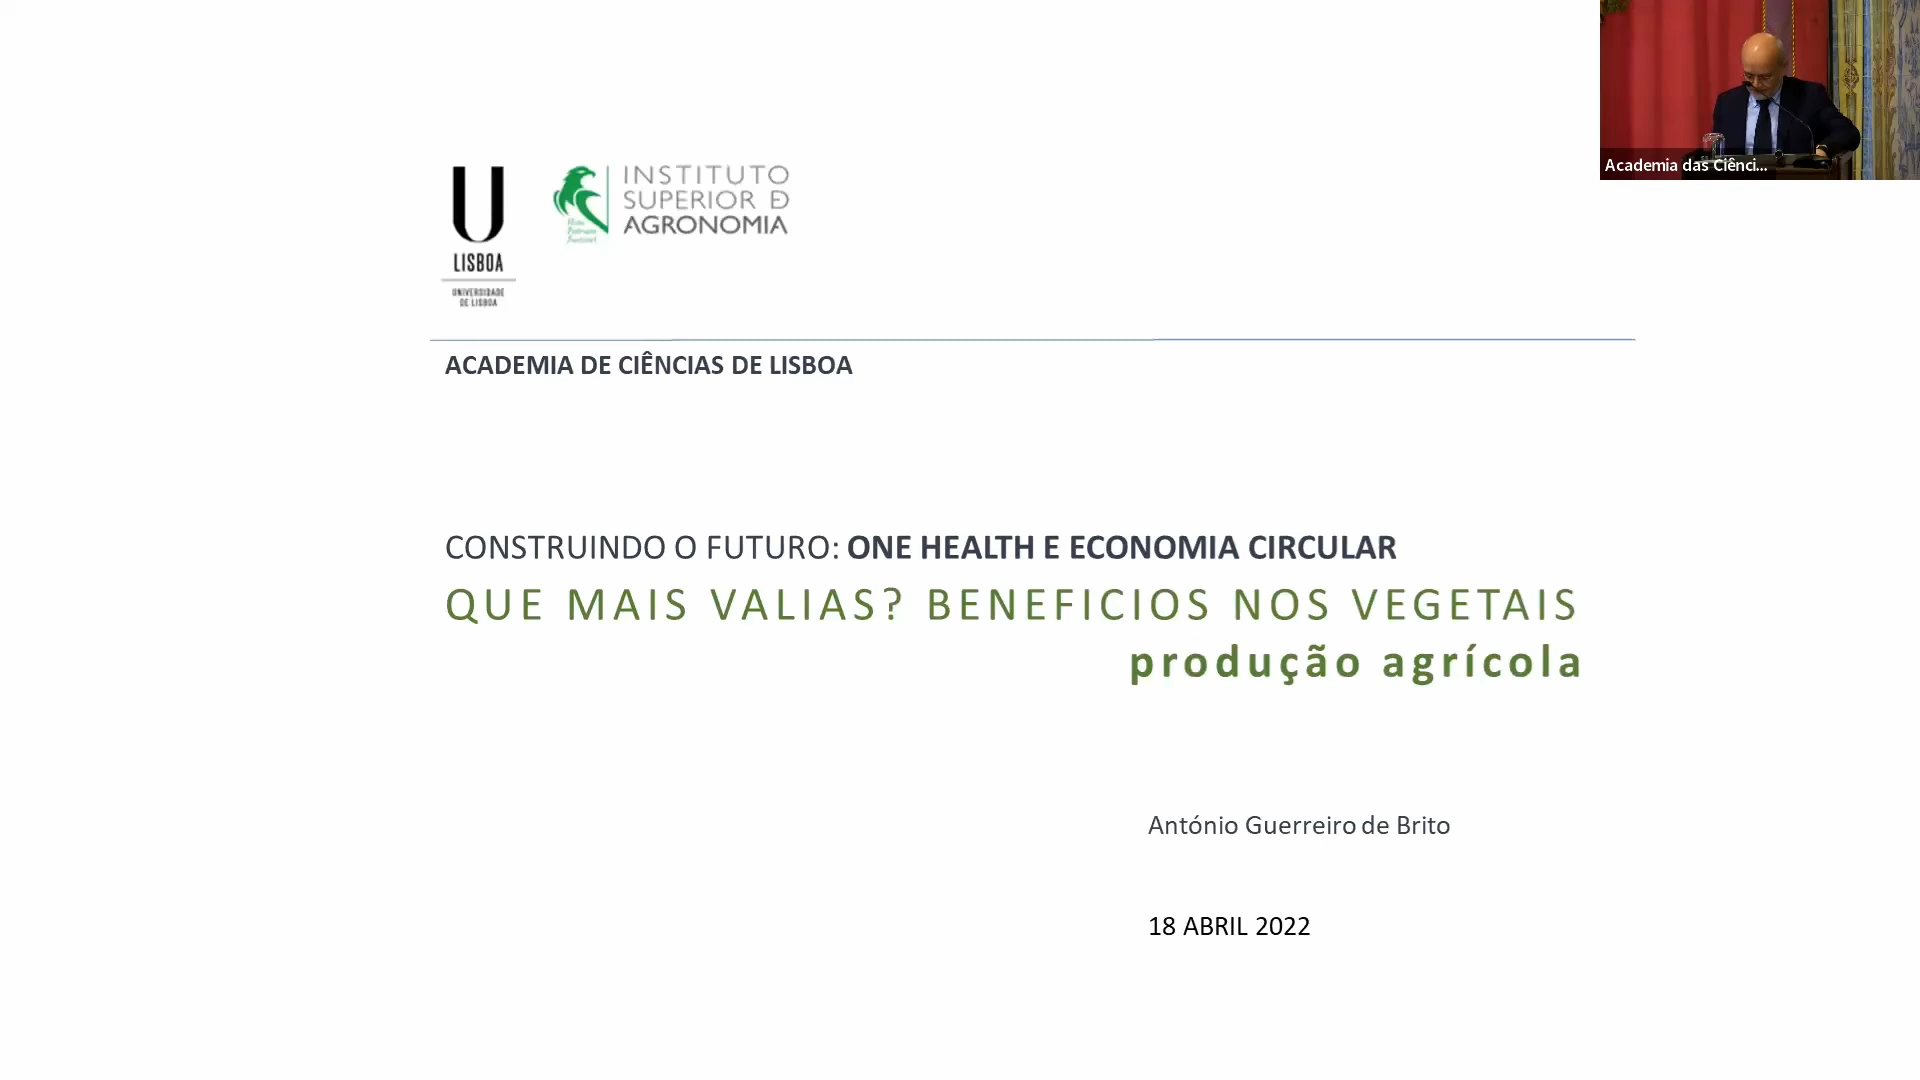 Academia das Ciênci...
U
LISBOA
UNIVERSIDADE
DE LISBOA
INSTITUTO
SUPERIOR D
AGRONOMIA
ACADEMIA DE CIÊNCIAS DE LISBOA
CONSTRUINDO O FUTURO: ONE HEALTH E ECONOMIA CIRCULAR
QUE MAIS VALIAS? BENEFICIOS NOS VEGETAIS
produção agrícola
António Guerreiro de Brito
18 ABRIL 2022